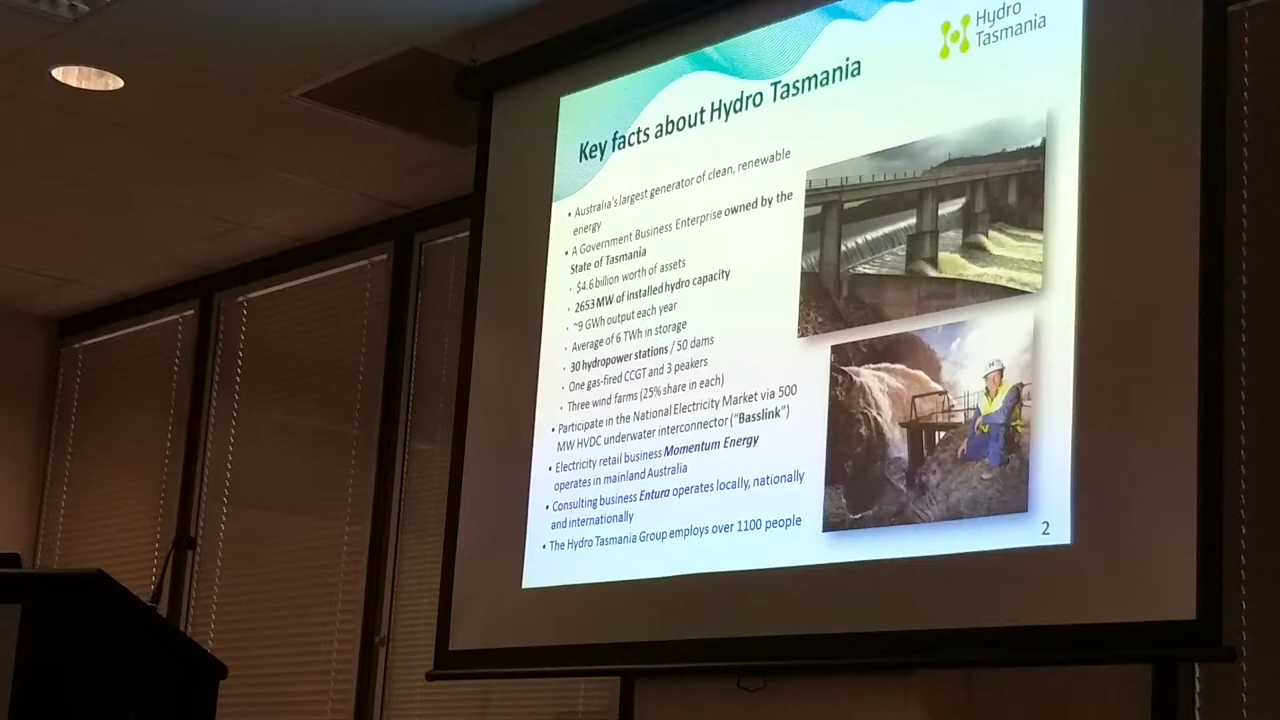 Hydro
Tasmania
Key facts about Hydro Tasmania
• Australia's largest generator of clean, renewable
energy
• A Government Business Enterprise owned by the
State of Tasmania
• $4.6 billion worth of assets
• 2653 MW of installed hydro capacity
• ~9 GWh output each year
• Average of 6 TWh in storage
• 30 hydropower stations / 50 dams
• One gas-fired CCGT and 3 peakers
• Three wind farms (25% share in each)
• Participate in the National Electricity Market via 500
MW HVDC underwater interconnector ("Basslink")
• Electricity retail business Momentum Energy
operates in mainland Australia
• Consulting business Entura operates locally, nationally
and internationally
• The Hydro Tasmania Group employs over 1100 people
2